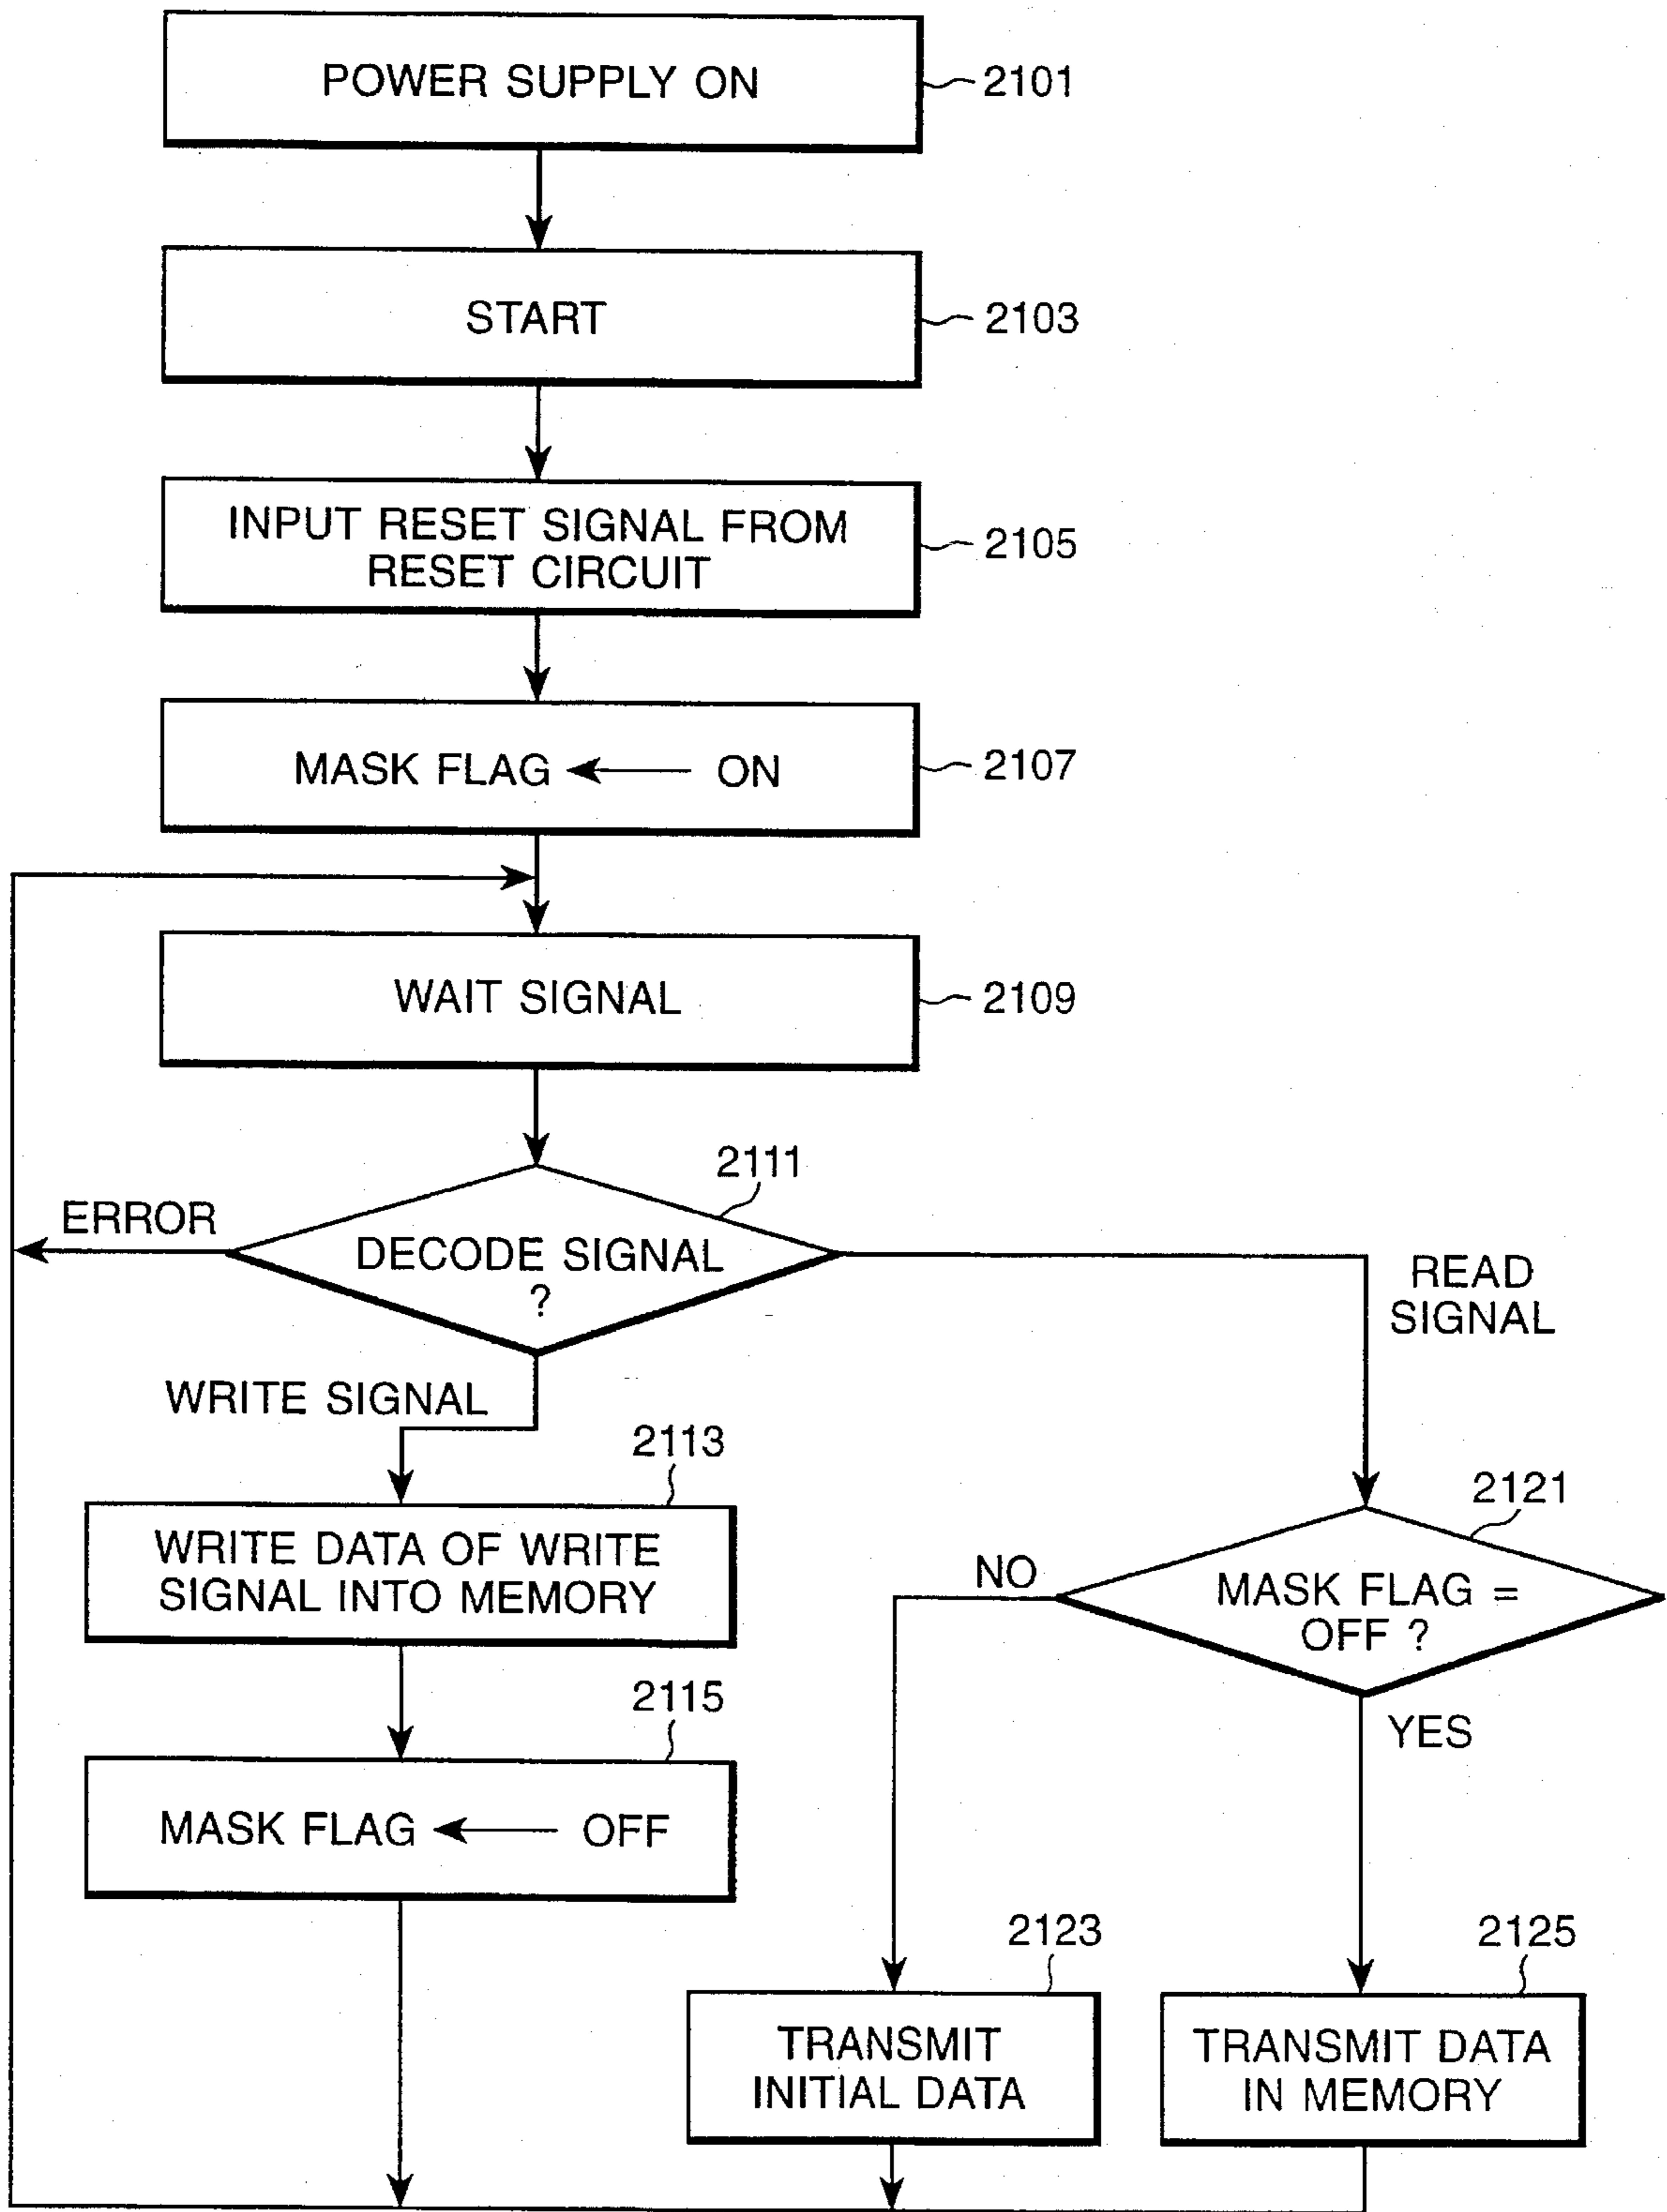 POWER SUPPLY ON
2101
START
2103
INPUT RESET SIGNAL FROM
RESET CIRCUIT
2105
MASK FLAG ← ON
2107
WAIT SIGNAL
2109
2111
ERROR
DECODE SIGNAL
?
READ
SIGNAL
WRITE SIGNAL
2113
WRITE DATA OF WRITE
SIGNAL INTO MEMORY
2121
NO
MASK FLAG =
OFF ?
YES
2115
MASK FLAG ← OFF
2123
TRANSMIT
INITIAL DATA
2125
TRANSMIT DATA
IN MEMORY